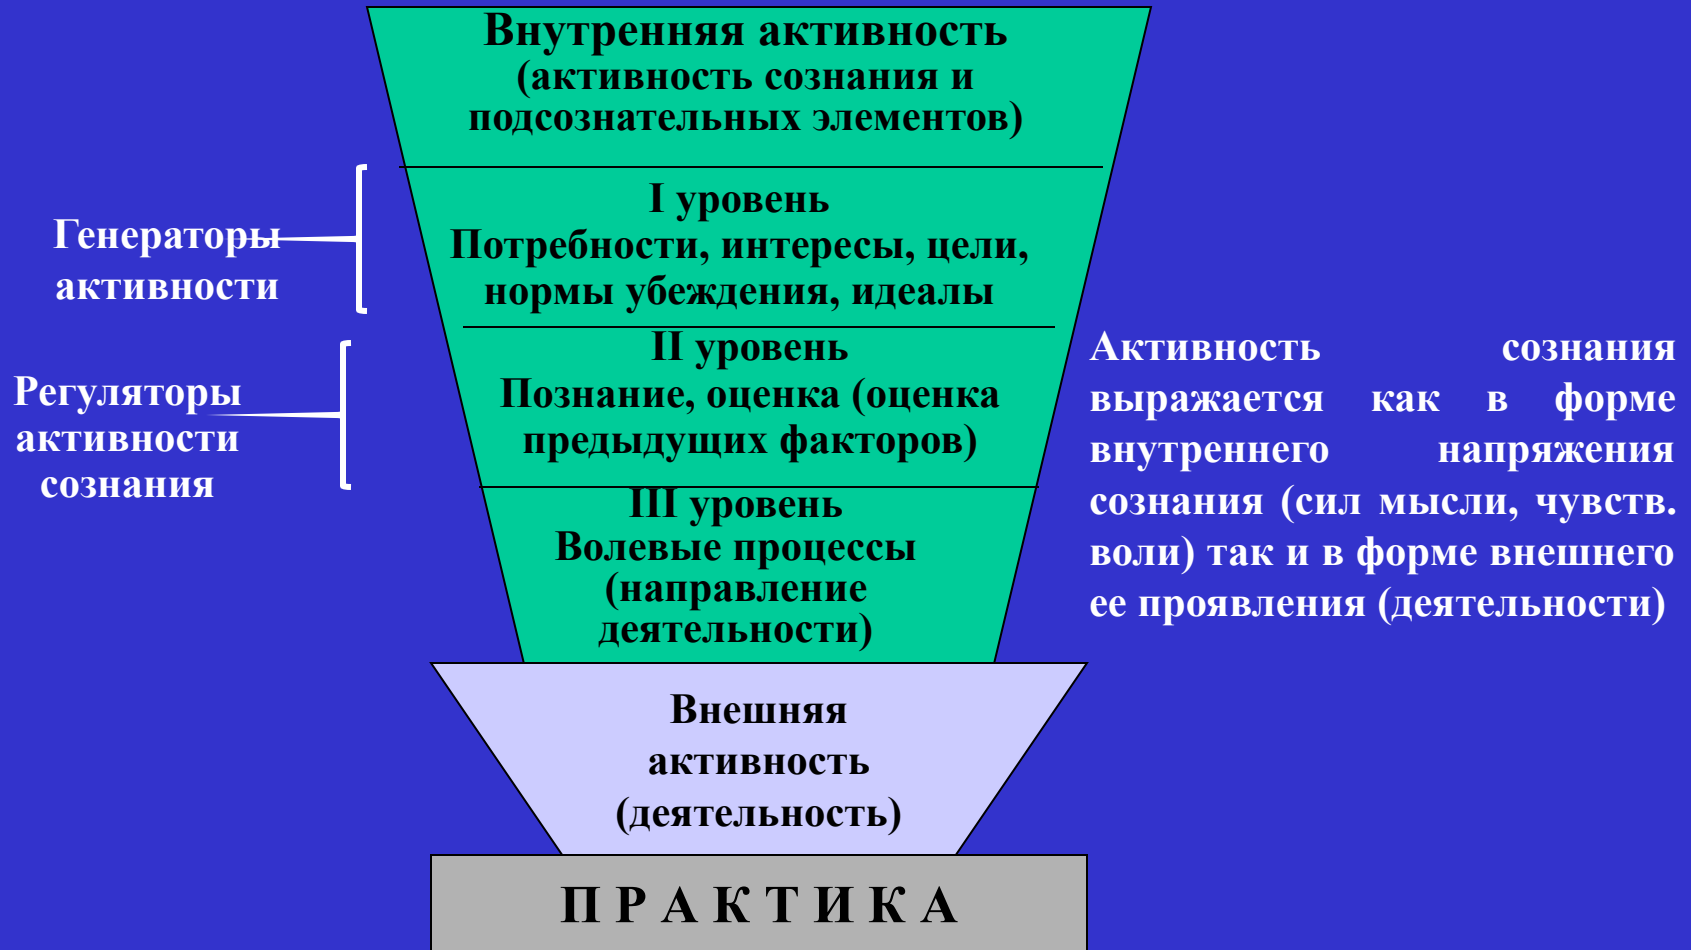 Внутренняя активность
(активность сознания и
подсознательных элементов)
Генераторы
активности
I уровень
Потребности, интересы, цели,
нормы убеждения, идеалы
Регуляторы
активности
сознания
II уровень
Познание, оценка (оценка
предыдущих факторов)
III уровень
Волевые процессы
(направление
деятельности)
Активность сознания
выражается как в форме
внутреннего напряжения
сознания (сил мысли, чувств.
воли) так и в форме внешнего
ее проявления (деятельности)
Внешняя
активность
(деятельность)
П Р А К Т И К А